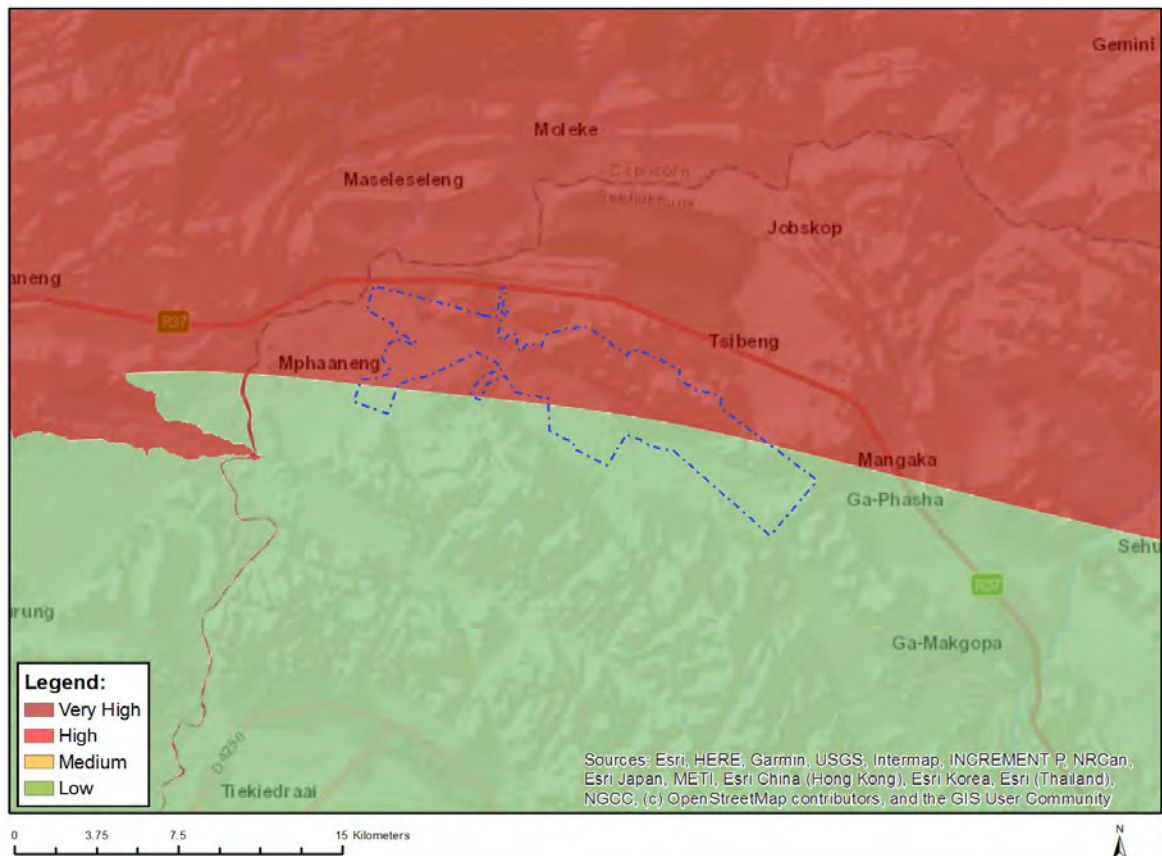 Gemini
Moleke
Capricorn
Maseleseleng
Sekhukhune
Jobskop
aneng
R37
Tsibeng
Mphaaneng
Mangaka
Ga-Phasha
Sehu
R37
urung
Ga-Makgopa
Legend:
Very High
High
Medium
Low
D4250
Tiekiedraai
Sources: Esri, HERE, Garmin, USGS, Intermap, INCREMENT P, NRCan,
Esri Japan, METI, Esri China (Hong Kong), Esri Korea, Esri (Thailand),
NGCC, (c) OpenStreetMap contributors, and the GIS User Community
0 3.75 7.5 15 Kilometers
N